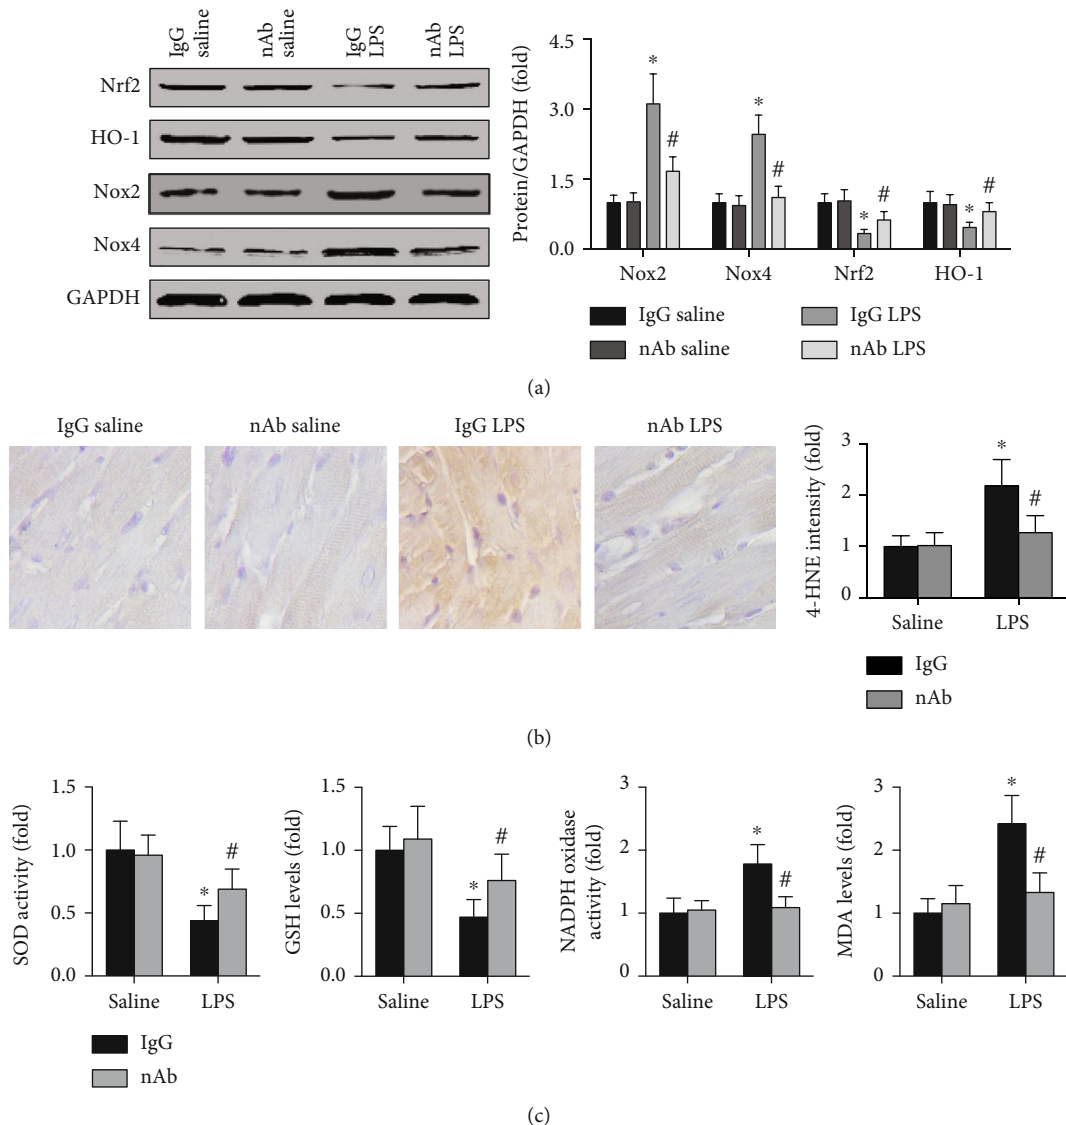 IgG
saline
nAb
saline
IgG
LPS
nAb
LPS
Nrf2
HO-1
Nox2
Nox4
GAPDH
Protein/GAPDH (fold)
4.5
3.0
1.5
0.0
*
#
*
#
*
#
*
#
Nox2 Nox4 Nrf2 HO-1
IgG saline IgG LPS
nAb saline nAb LPS
(a)
IgG saline nAb saline IgG LPS nAb LPS
4-HNE intensity (fold)
3
2
1
0
*
#
Saline LPS
IgG
nAb
(b)
SOD activity (fold)
1.5
1.0
0.5
0.0
*
#
Saline LPS
GSH levels (fold)
1.5
1.0
0.5
0.0
*
#
Saline LPS
NADPH oxidase
activity (fold)
3
2
1
0
*
#
Saline LPS
MDA levels (fold)
3
2
1
0
*
#
Saline LPS
IgG
nAb
(c)